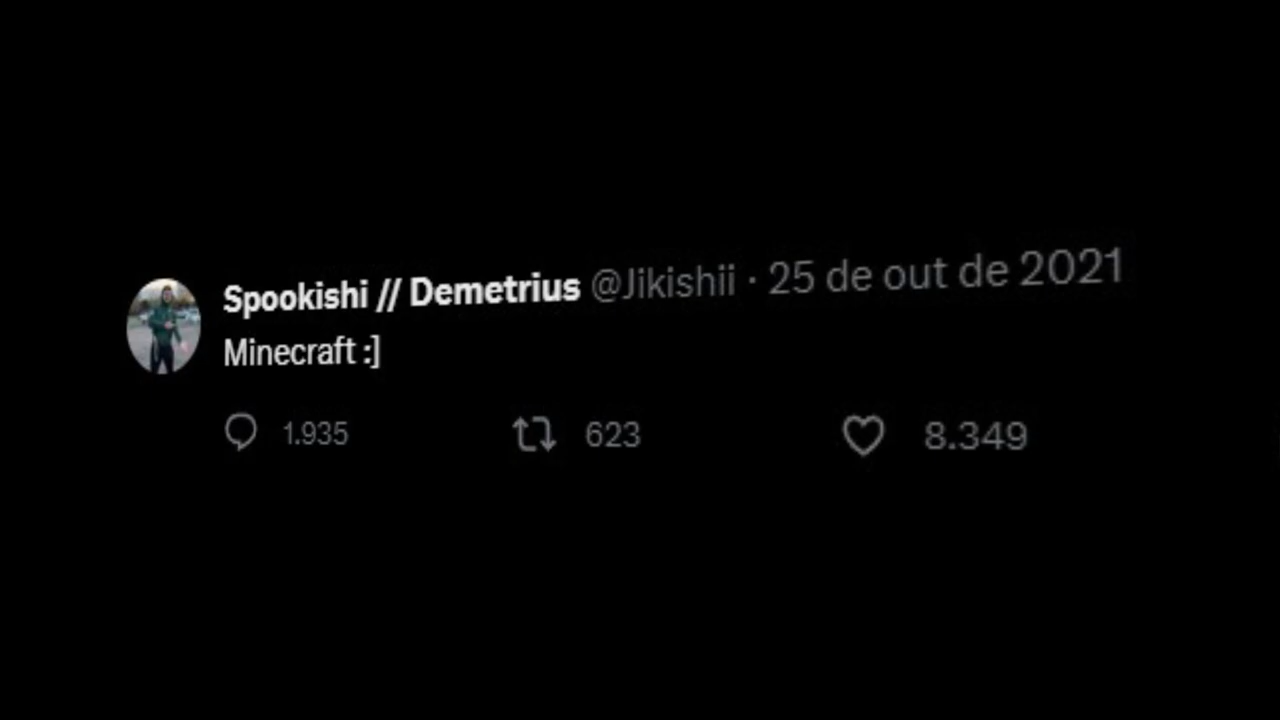 Spookishi // Demetrius @Jikishii · 25 de out de 2021
Minecraft :]
1.935 623 8.349